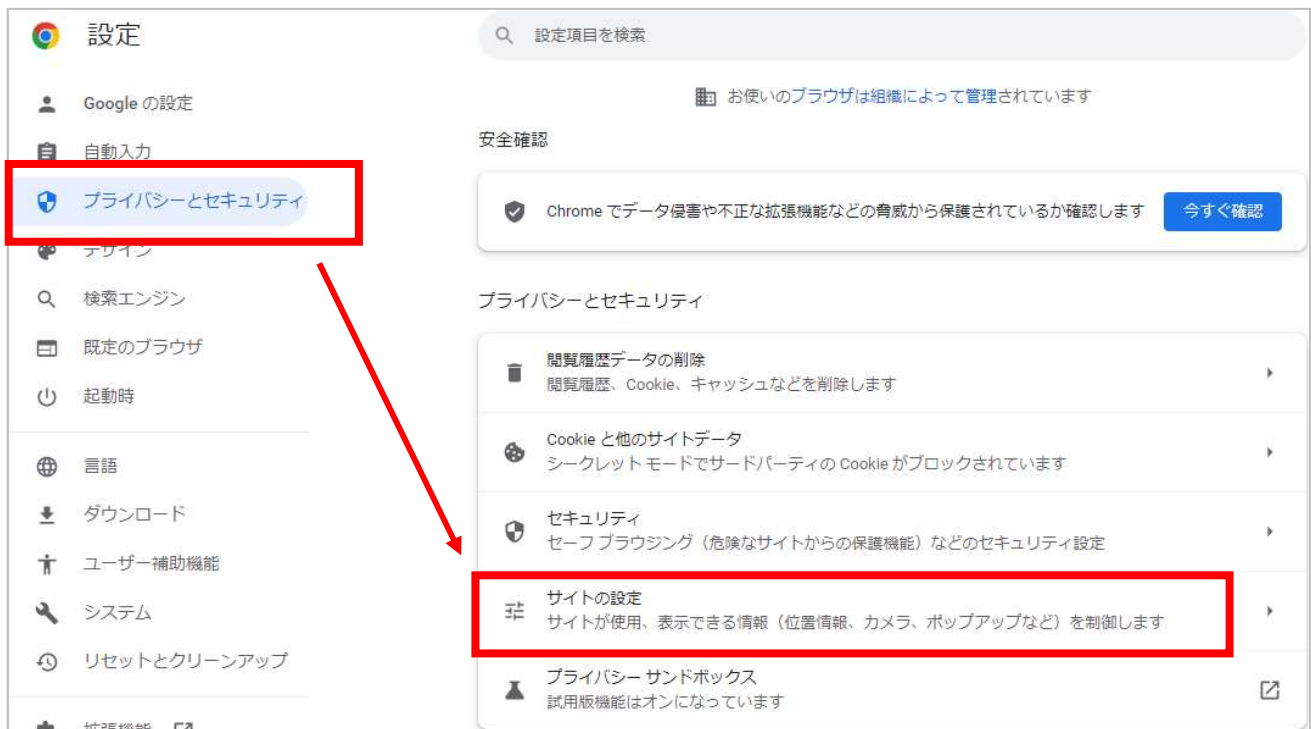 設定
設定項目を検索
Google の設定
自動入力
プライバシーとセキュリティ
デザイン
検索エンジン
既定のブラウザ
起動時
言語
ダウンロード
ユーザー補助機能
システム
リセットとクリーンアップ
拡張機能
お使いのブラウザは組織によって管理されています
安全確認
Chrome でデータ侵害や不正な拡張機能などの脅威から保護されているか確認します
今すぐ確認
プライバシーとセキュリティ
閲覧履歴データの削除
閲覧履歴、Cookie、キャッシュなどを削除します
Cookie と他のサイトデータ
シークレット モードでサードパーティの Cookie がブロックされています
セキュリティ
セーフ ブラウジング（危険なサイトからの保護機能）などのセキュリティ設定
サイトの設定
サイトが使用、表示できる情報（位置情報、カメラ、ポップアップなど）を制御します
プライバシー サンドボックス
試用版機能はオンになっています